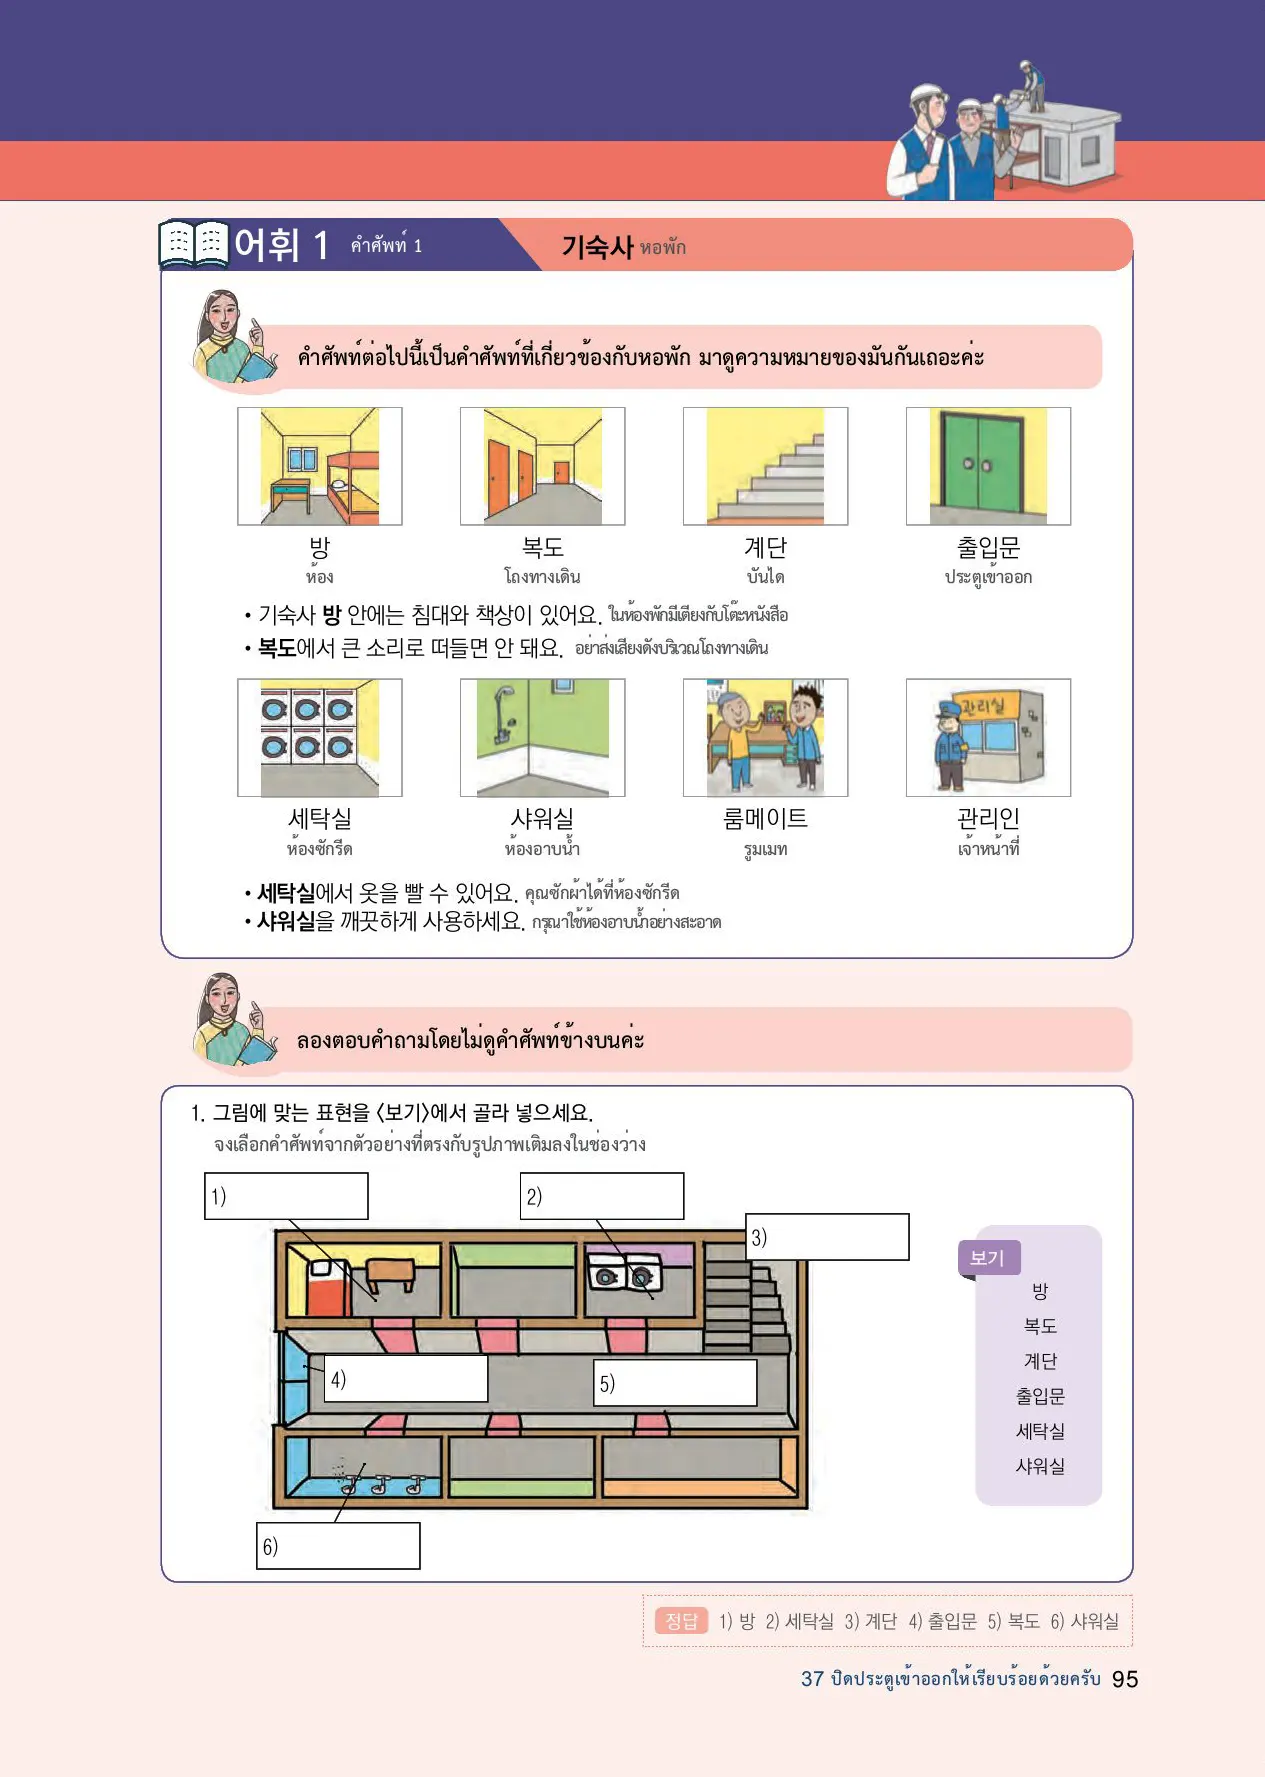 어휘 1 คำศัพท์ 1 기숙사 หอพัก
คำศัพท์ต่อไปนี้เป็นคำศัพท์ที่เกี่ยวข้องกับหอพัก มาดูความหมายของมันกันเถอะค่ะ
방 복도 계단 출입문
ห้อง โถงทางเดิน บันได ประตูเข้าออก
• 기숙사 방 안에는 침대와 책상이 있어요. ในห้องพักมีเตียงกับโต๊ะหนังสือ
• 복도에서 큰 소리로 떠들면 안 돼요. อย่าส่งเสียงดังบริเวณโถงทางเดิน
관리실
세탁실 샤워실 룸메이트 관리인
ห้องซักรีด ห้องอาบน้ำ รูมเมท เจ้าหน้าที่
• 세탁실에서 옷을 빨 수 있어요. คุณซักผ้าได้ที่ห้องซักรีด
• 샤워실을 깨끗하게 사용하세요. กรุณาใช้ห้องอาบน้ำอย่างสะอาด
ลองตอบคำถามโดยไม่ดูคำศัพท์ข้างบนค่ะ
1. 그림에 맞는 표현을 〈보기〉에서 골라 넣으세요.
จงเลือกคำศัพท์จากตัวอย่างที่ตรงกับรูปภาพเติมลงในช่องว่าง
1)
2)
3)
4)
5)
6)
보기
방
복도
계단
출입문
세탁실
샤워실
정답 1) 방 2) 세탁실 3) 계단 4) 출입문 5) 복도 6) 샤워실
37 ปิดประตูเข้าออกให้เรียบร้อยด้วยครับ 95